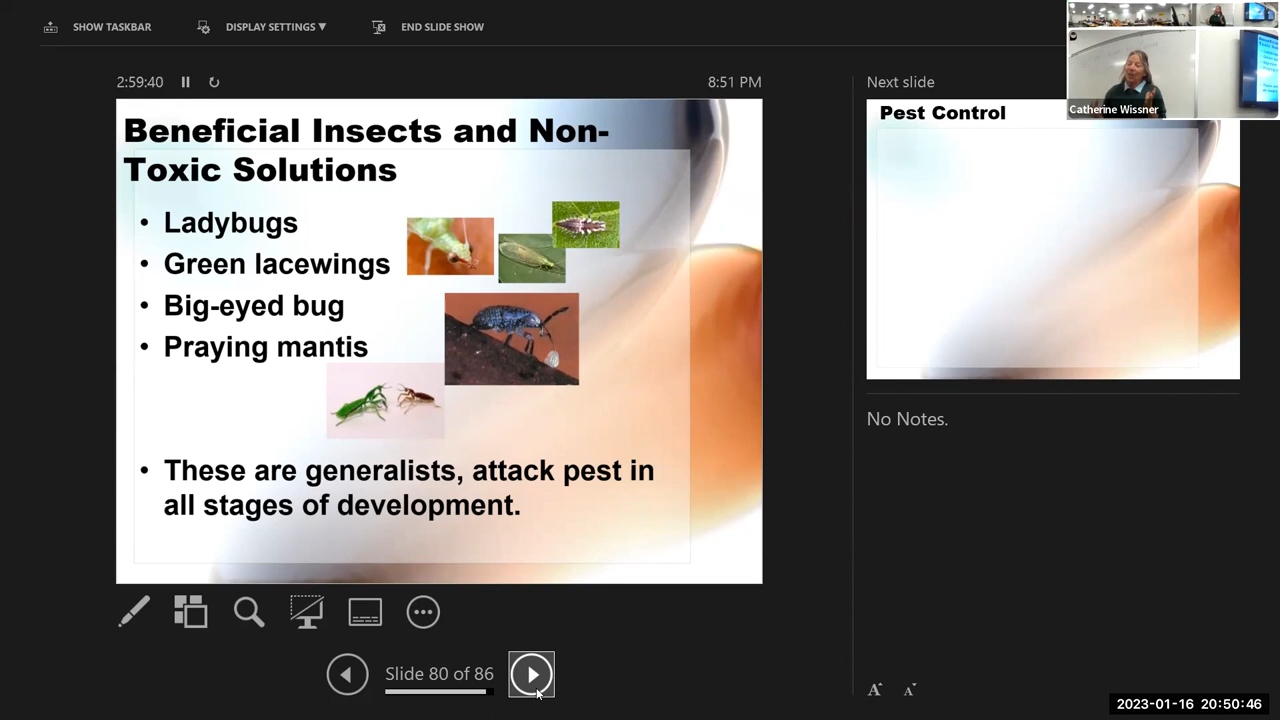 SHOW TASKBAR
DISPLAY SETTINGS ▼
END SLIDE SHOW
2:59:40
8:51 PM
Beneficial Insects and Non-
Toxic Solutions
• Ladybugs
• Green lacewings
• Big-eyed bug
• Praying mantis
• These are generalists, attack pest in
all stages of development.
Slide 80 of 86
Next slide
Pest Control
No Notes.
A A
Catherine Wissner
2023-01-16 20:50:46